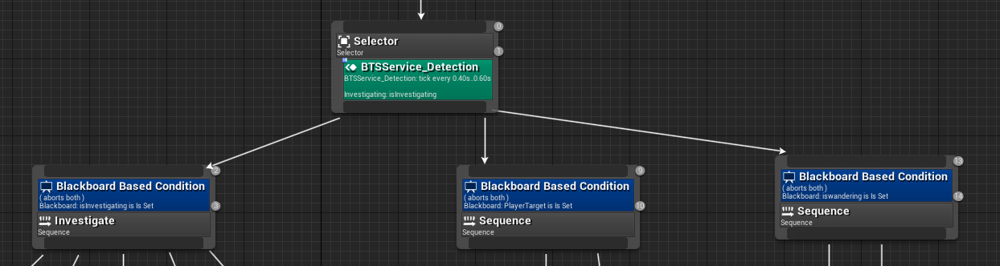 0
Selector
Selector
1
BTSService_Detection
BTSService_Detection: tick every 0.40s..0.60s
Investigating: isInvestigating
2
Blackboard Based Condition
( aborts both )
Blackboard: isInvestigating is Is Set
3
Investigate
Sequence
9
Blackboard Based Condition
( aborts both )
Blackboard: PlayerTarget is Is Set
10
Sequence
Sequence
13
Blackboard Based Condition
( aborts both )
Blackboard: iswandering is Is Set
14
Sequence
Sequence